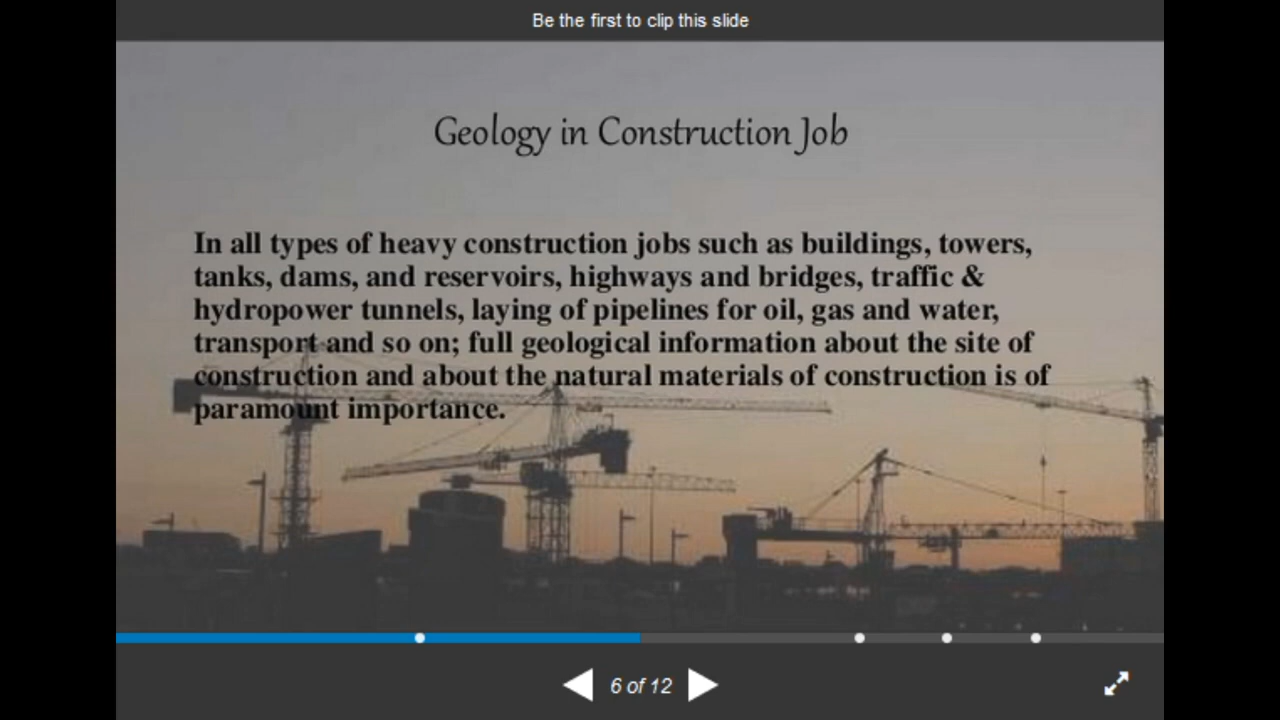 Be the first to clip this slide
Geology in Construction Job
In all types of heavy construction jobs such as buildings, towers,
tanks, dams, and reservoirs, highways and bridges, traffic &
hydropower tunnels, laying of pipelines for oil, gas and water,
transport and so on; full geological information about the site of
construction and about the natural materials of construction is of
paramount importance.
6 of 12